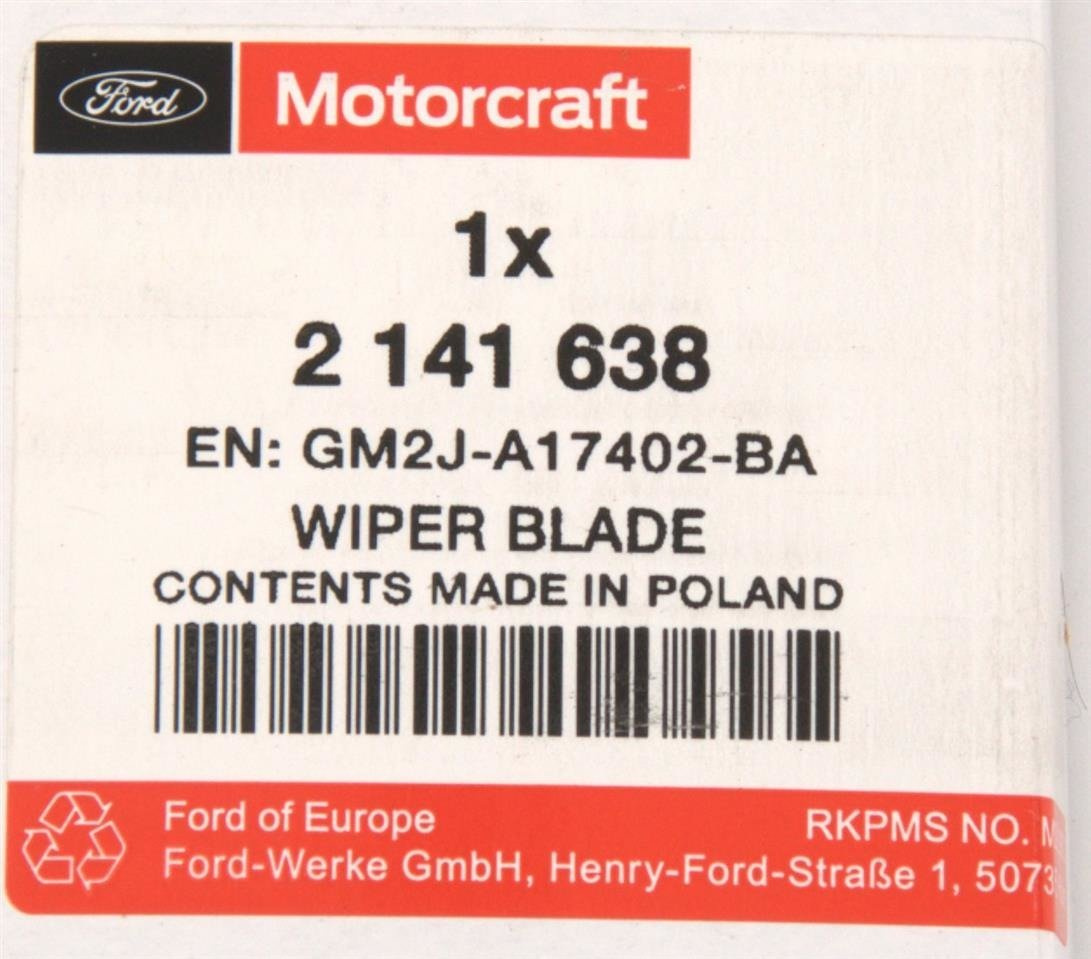 Ford Motorcraft
1x
2 141 638
EN: GM2J-A17402-BA
WIPER BLADE
CONTENTS MADE IN POLAND
Ford of Europe RKPMS NO.
Ford-Werke GmbH, Henry-Ford-Straße 1,